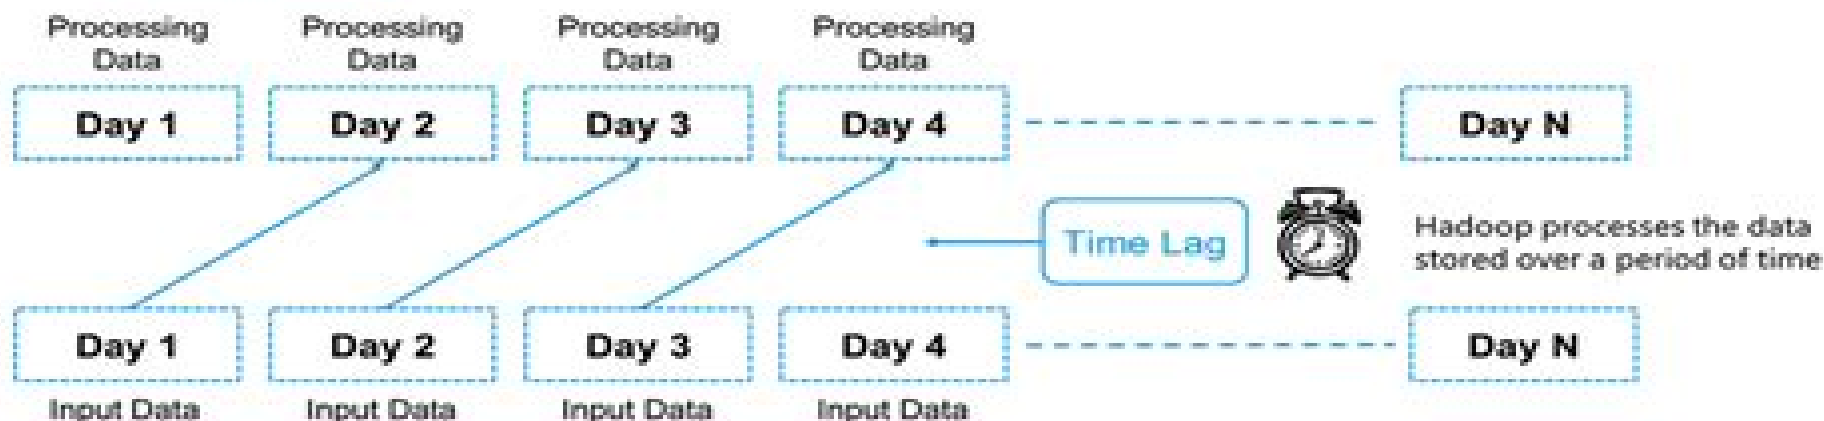 Processing Processing Processing Processing
Data Data Data Data
Day 1 Day 2 Day 3 Day 4 Day N
Time Lag
Hadoop processes the data
stored over a period of time
Day 1 Day 2 Day 3 Day 4 Day N
Input Data Input Data Input Data Input Data